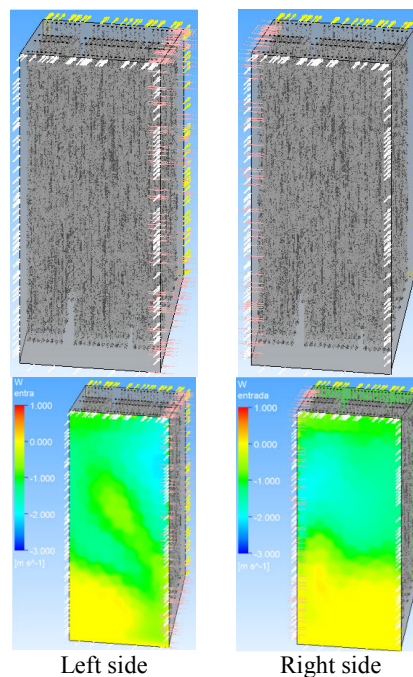 W
entra
1.000
0.000
-1.000
-2.000
-3.000
[m s^-1]
W
entrada
1.000
0.000
-1.000
-2.000
-3.000
[m s^-1]
Left side
Right side